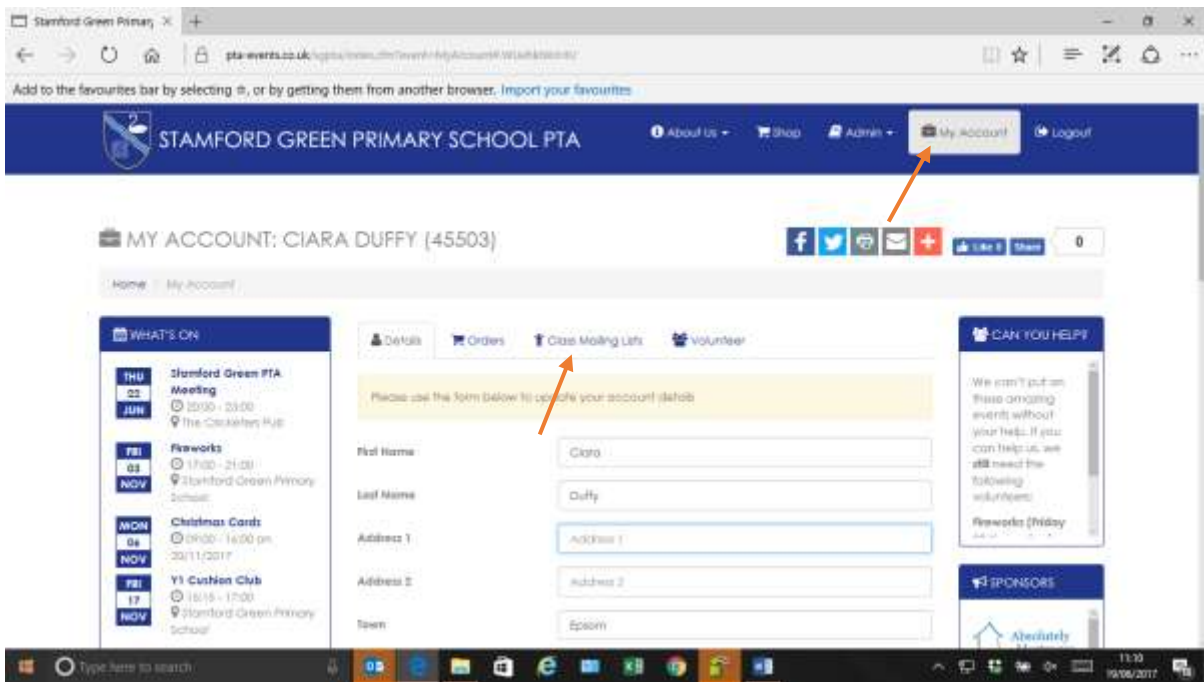 Stamford Green Primary
pta-events.co.uk
Add to the favourites bar by selecting ☆, or by getting them from another browser. Import your favourites
STAMFORD GREEN PRIMARY SCHOOL PTA
About Us
Shop
Admin
My Account
Logout
MY ACCOUNT: CIARA DUFFY (45503)
Like 0
Share
0
Home / My Account
WHAT'S ON
THU
22
JUN
Stamford Green PTA
Meeting
20:00 - 23:00
The Cricketers Pub
FRI
03
NOV
Fireworks
17:00 - 21:00
Stamford Green Primary
School
MON
06
NOV
Christmas Cards
09:00 - 16:00 on
20/11/2017
FRI
17
NOV
Y1 Cushion Club
15:15 - 17:00
Stamford Green Primary
School
Details
Orders
Class Mailing Lists
Volunteer
Please use the form below to update your account details
First Name
Ciara
Last Name
Duffy
Address 1
Address 1
Address 2
Address 2
Town
Epsom
CAN YOU HELP?
We can't put on
these amazing
events without
your help. If you
can help us, we
still need the
following
volunteers:
Fireworks (Friday
SPONSORS
Absolutely
Type here to search
11:10
19/06/2017